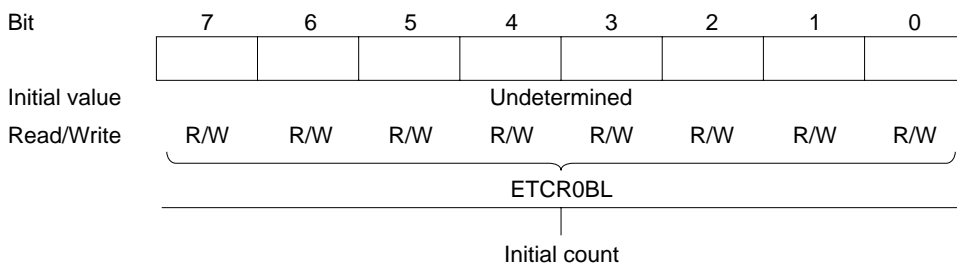 Bit 7 6 5 4 3 2 1 0
Initial value Undetermined
Read/Write R/W R/W R/W R/W R/W R/W R/W R/W
ETCR0BL
Initial count